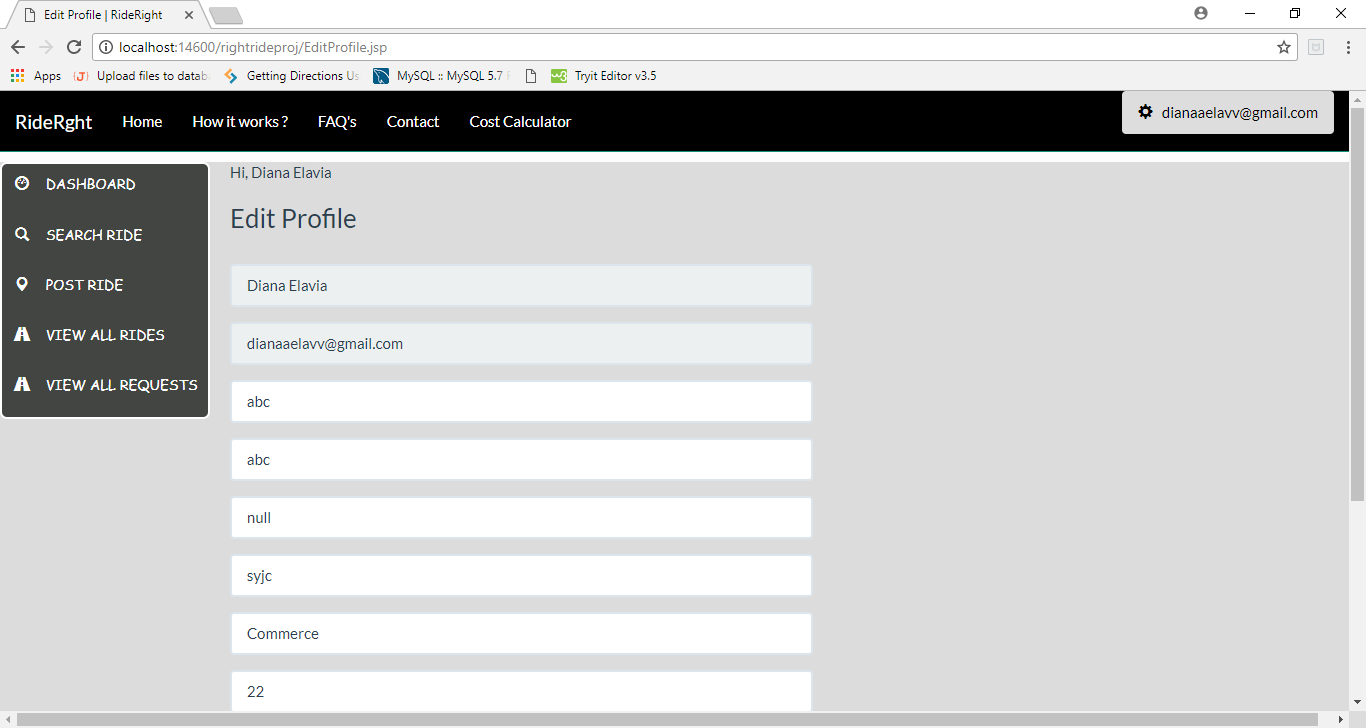 Edit Profile | RideRight
localhost:14600/rightrideproj/EditProfile.jsp
Apps Upload files to datab Getting Directions Us MySQL :: MySQL 5.7 Tryit Editor v3.5
RideRght Home How it works ? FAQ's Contact Cost Calculator dianaaelavv@gmail.com
Hi, Diana Elavia
DASHBOARD
SEARCH RIDE
POST RIDE
VIEW ALL RIDES
VIEW ALL REQUESTS
Edit Profile
Diana Elavia
dianaaelavv@gmail.com
abc
abc
null
syjc
Commerce
22